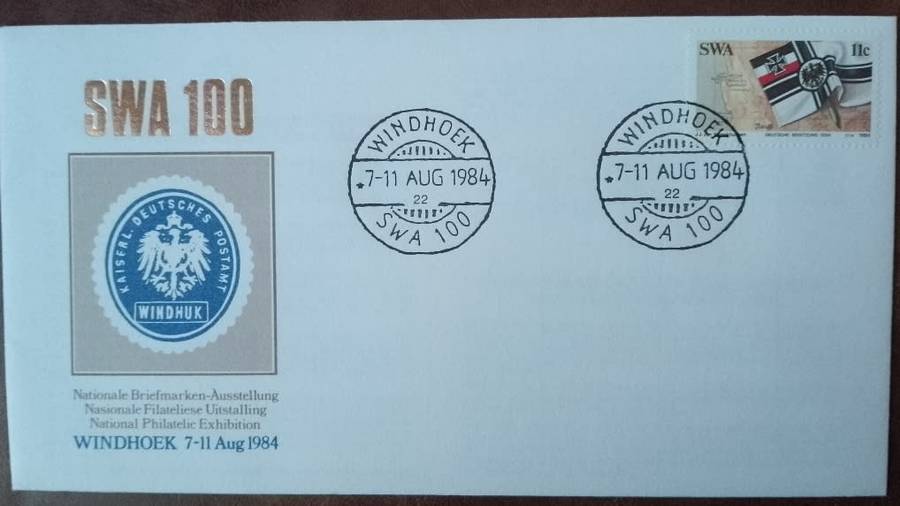 SWA 100
KAISERL. DEUTSCHES POSTAMT
WINDHUK
Nationale Briefmarken-Ausstellung
Nasionale Filateliese Uitstalling
National Philatelic Exhibition
WINDHOEK 7-11 Aug 1984
WINDHOEK
*7-11 AUG 1984
22
SWA 100
WINDHOEK
*7-11 AUG 1984
22
SWA 100
SWA 11c
1984